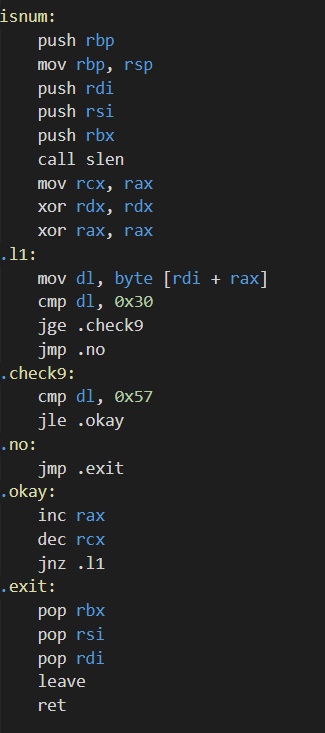 isnum:
push rbp
mov rbp, rsp
push rdi
push rsi
push rbx
call slen
mov rcx, rax
xor rdx, rdx
xor rax, rax
.l1:
mov dl, byte [rdi + rax]
cmp dl, 0x30
jge .check9
jmp .no
.check9:
cmp dl, 0x57
jle .okay
.no:
jmp .exit
.okay:
inc rax
dec rcx
jnz .l1
.exit:
pop rbx
pop rsi
pop rdi
leave
ret